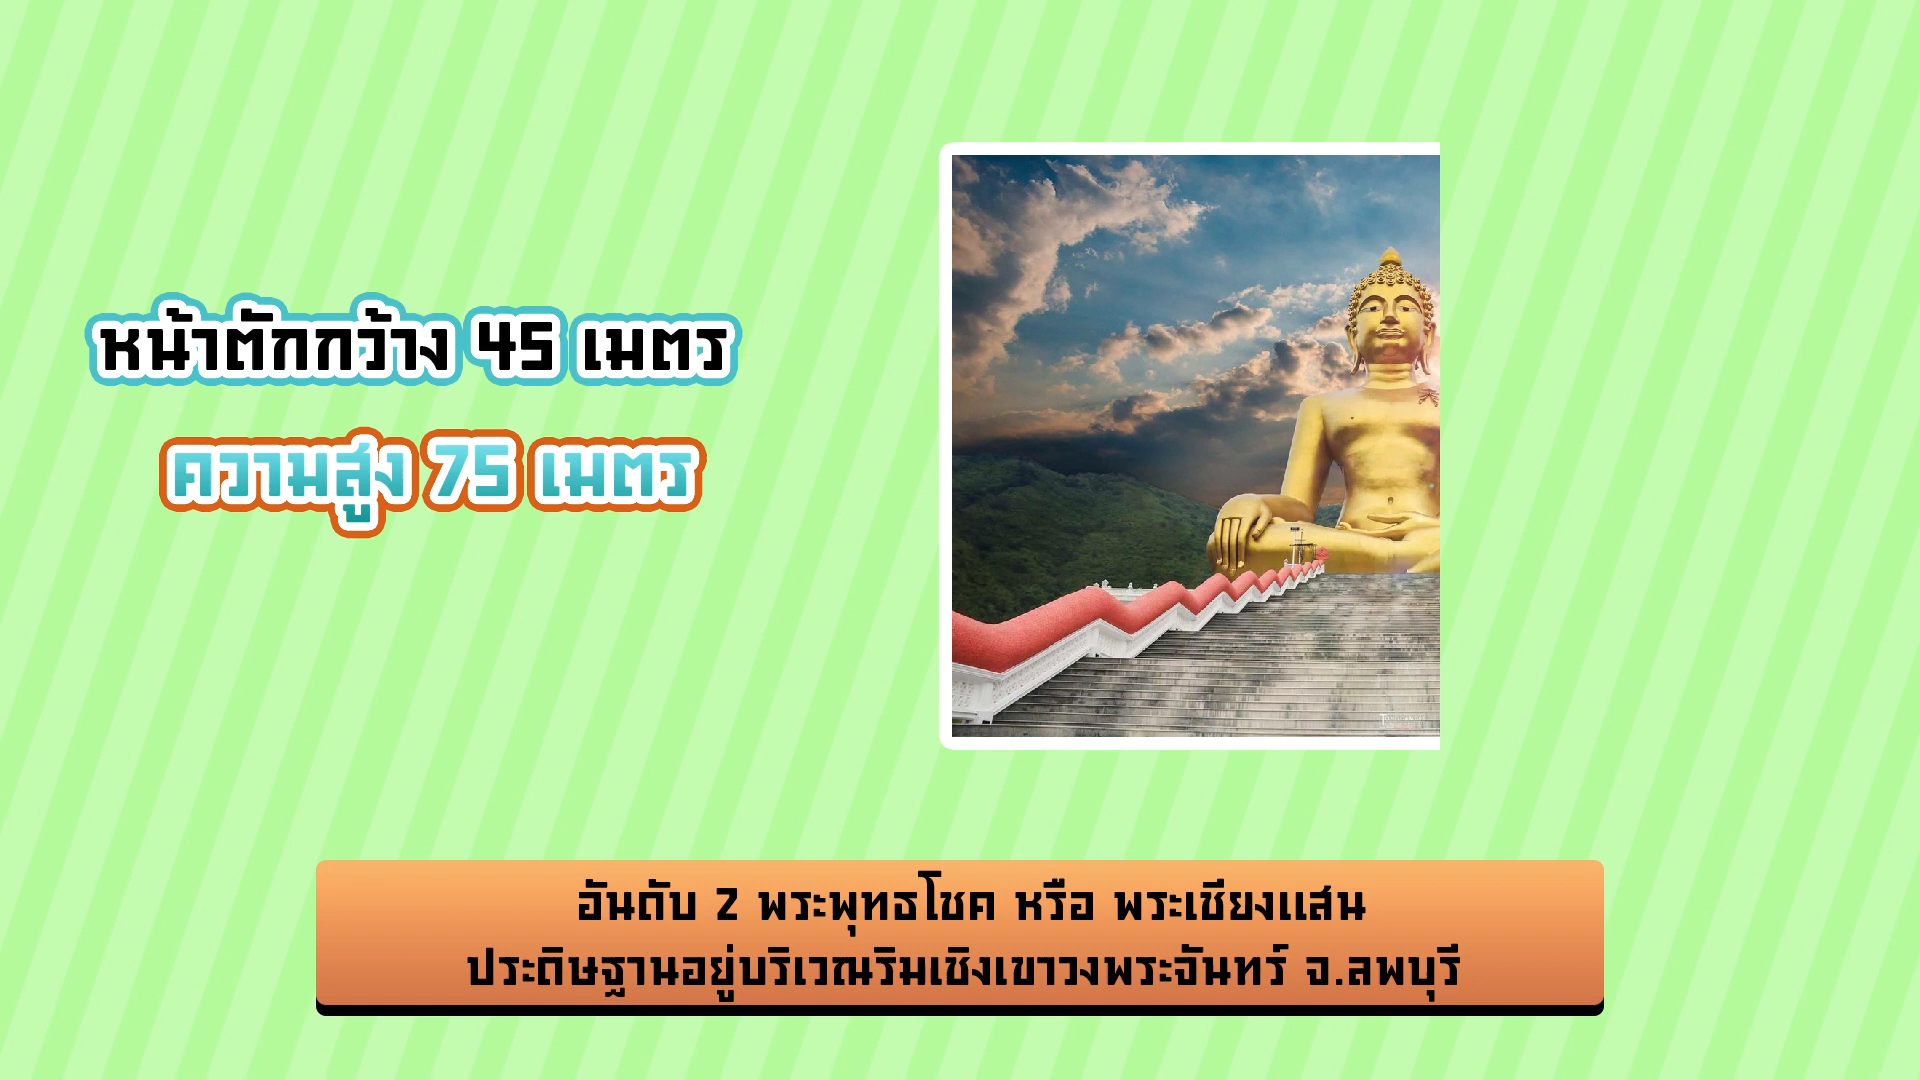 หน้าตักกว้าง 45 เมตร
ความสูง 75 เมตร
อันดับ 2 พระพุทธโชค หรือ พระเชียงแสน
ประดิษฐานอยู่บริเวณริมเชิงเขาวงพระจันทร์ จ.ลพบุรี